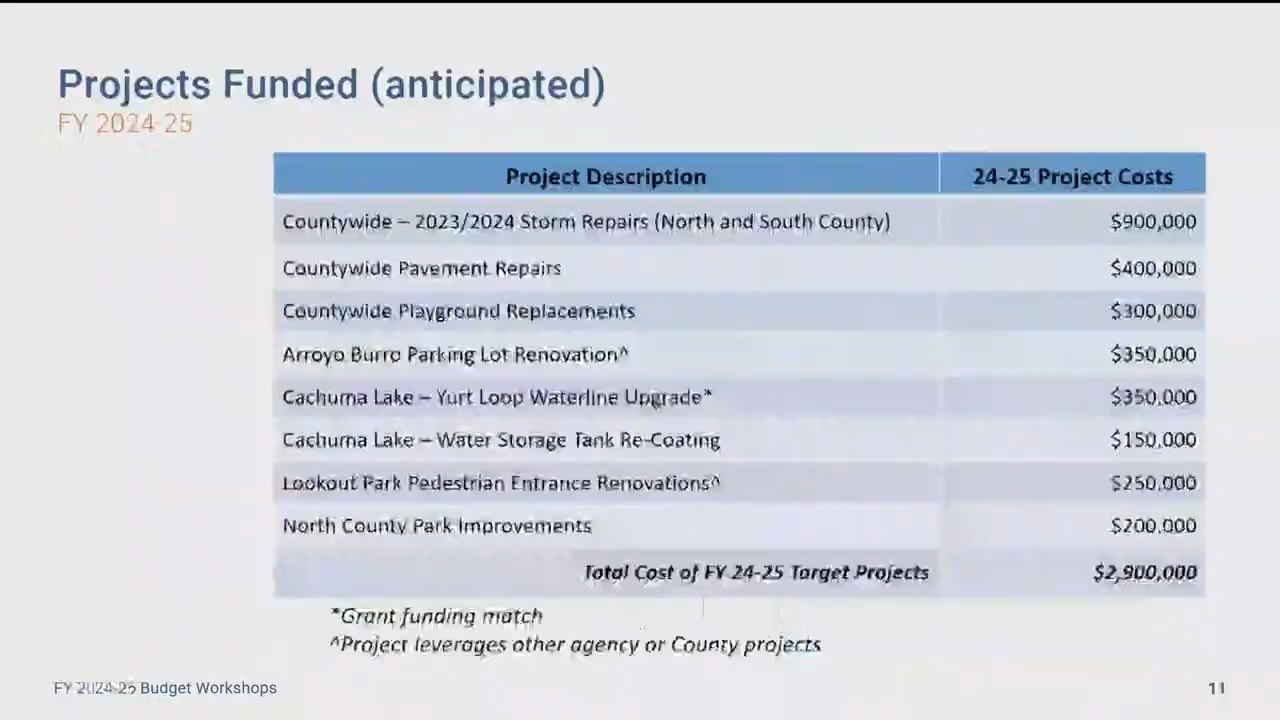 Projects Funded (anticipated)
FY 2024-25
Project Description 24-25 Project Costs
Countywide – 2023/2024 Storm Repairs (North and South County) $900,000
Countywide Pavement Repairs $400,000
Countywide Playground Replacements $300,000
Arroyo Burro Parking Lot Renovation^ $350,000
Cachuma Lake – Yurt Loop Waterline Upgrade* $350,000
Cachuma Lake – Water Storage Tank Re-Coating $150,000
Lookout Park Pedestrian Entrance Renovations^ $250,000
North County Park Improvements $200,000
Total Cost of FY 24-25 Target Projects $2,900,000
*Grant funding match
^Project leverages other agency or County projects
FY 2024-25 Budget Workshops 11